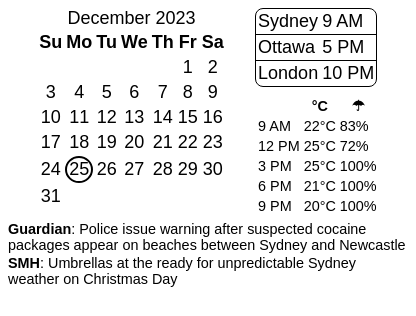 December 2023
Su Mo Tu We Th Fr Sa
1 2
3 4 5 6 7 8 9
10 11 12 13 14 15 16
17 18 19 20 21 22 23
24 25 26 27 28 29 30
31
Sydney 9 AM
Ottawa 5 PM
London 10 PM
°C ☂
9 AM 22°C 83%
12 PM 25°C 72%
3 PM 25°C 100%
6 PM 21°C 100%
9 PM 20°C 100%
Guardian: Police issue warning after suspected cocaine
packages appear on beaches between Sydney and Newcastle
SMH: Umbrellas at the ready for unpredictable Sydney
weather on Christmas Day